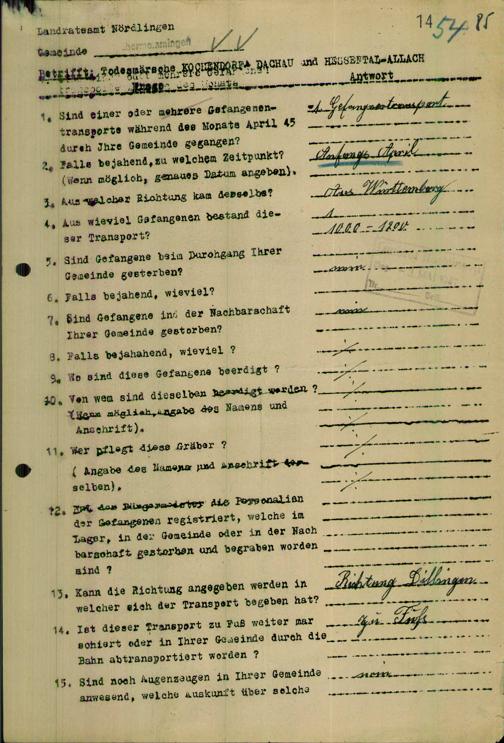 14 54 85
Landratsamt Nördlingen
Gemeinde
Betrifft: Todesmärsche KOCHENDORF DACHAU und HESSENTAL-ALLACH
Frage Antwort
1. Sind einer oder mehrere Gefangenen- 1 Gefangenentransport
transporte während des Monats April 45
durch Jhre Gemeinde gegangen?
2. Falls bejahend, zu welchem Zeitpunkt? Anfangs April
(Wenn möglich, genaues Datum angeben).
3. Aus welcher Richtung kam derselbe? Aus Württemberg
4. Aus wieviel Gefangenen bestand die- 1
ser Transport? 1000 - 1200
5. Sind Gefangene beim Durchgang Ihrer
Gemeinde gestorben? nein
6. Falls bejahend, wieviel?
7. Sind Gefangene in der Nachbarschaft nein
Ihrer Gemeinde gestorben?
8. Falls bejahahend, wieviel ?
9. Wo sind diese Gefangene beerdigt ?
10. Von wem sind dieselben beerdigt worden ?
(Wenn möglich, angabe des Namens und
Anschrift).
11. Wer pflegt diese Gräber ?
( Angabe des Namens und Anschrift der-
selben).
12. Hat der Bürgermeister die Personalien
der Gefangenen registriert, welche im
Lager, in der Gemeinde oder in der Nach
barschaft gestorben und begraben worden
sind ?
13. Kann die Richtung angegeben werden in Richtung Dillingen
welcher sich der Transport begeben hat?
14. Ist dieser Transport zu Fuß weiter mar zu Fuß
schiert oder in Ihrer Gemeinde durch die
Bahn abtransportiert worden ?
15. Sind noch Augenzeugen in Ihrer Gemeinde nein
anwesend, welche Auskunft über solche